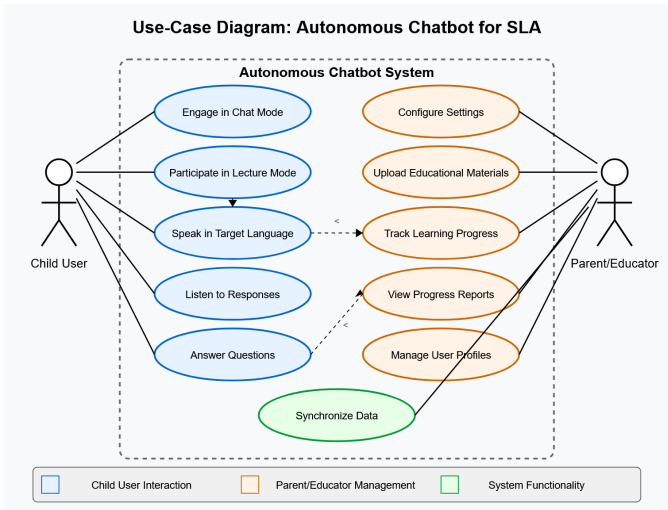 Use-Case Diagram: Autonomous Chatbot for SLA
Autonomous Chatbot System
Engage in Chat Mode
Configure Settings
Participate in Lecture Mode
Upload Educational Materials
Speak in Target Language
<
Track Learning Progress
Child User
Parent/Educator
Listen to Responses
View Progress Reports
<
Answer Questions
Manage User Profiles
Synchronize Data
Child User Interaction
Parent/Educator Management
System Functionality